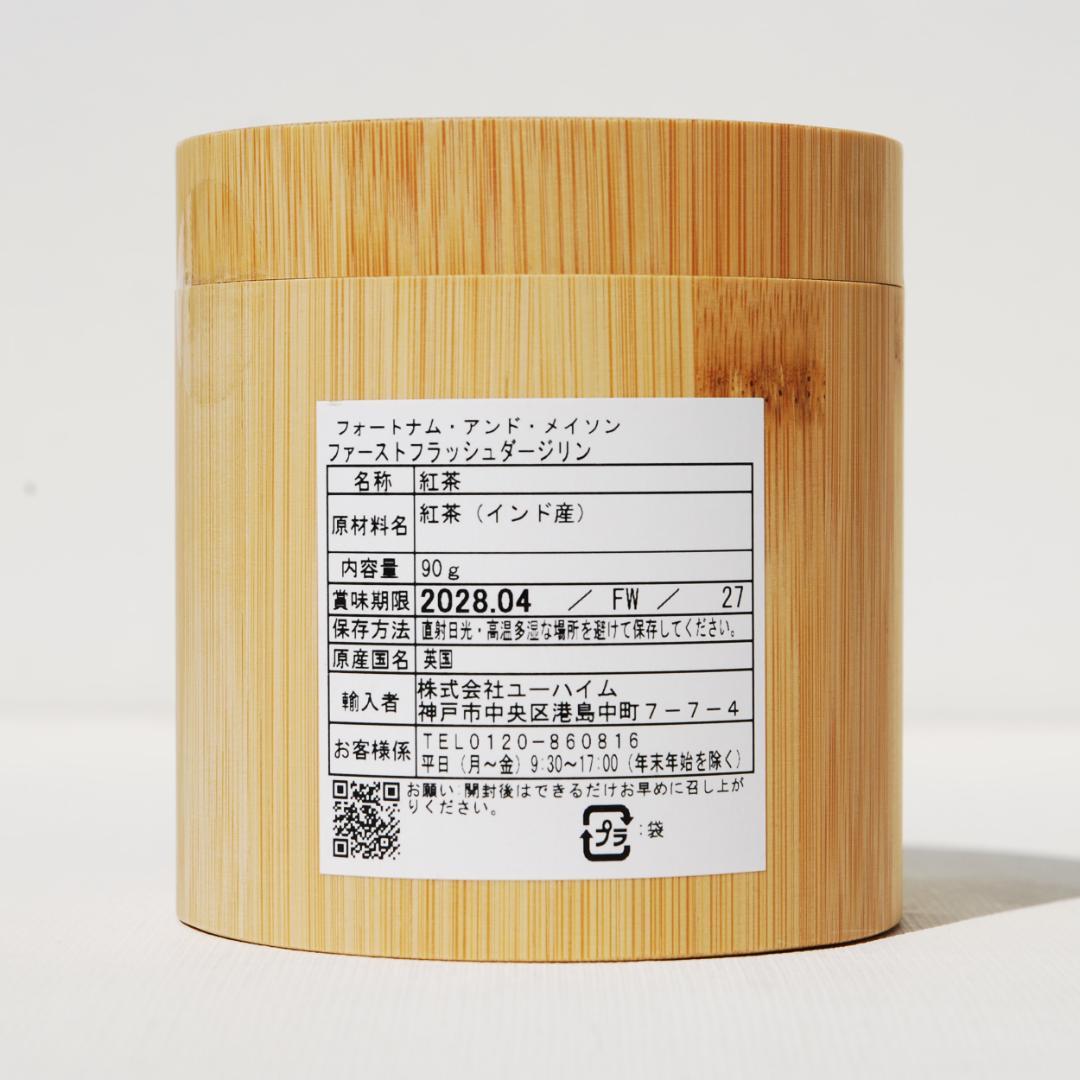 フォートナム・アンド・メイソン
ファーストフラッシュダージリン
名称 紅茶
原材料名 紅茶（インド産）
内容量 90g
賞味期限 2028.04 ／ FW ／ 27
保存方法 直射日光・高温多湿な場所を避けて保存してください。
原産国名 英国
輸入者 株式会社ユーハイム
神戸市中央区港島中町７－７－４
お客様係 ＴＥＬ０１２０－８６０８１６
平日（月～金）9:30～17:00（年末年始を除く）
お願い:開封後はできるだけお早めに召し上が
りください。
プラ :袋